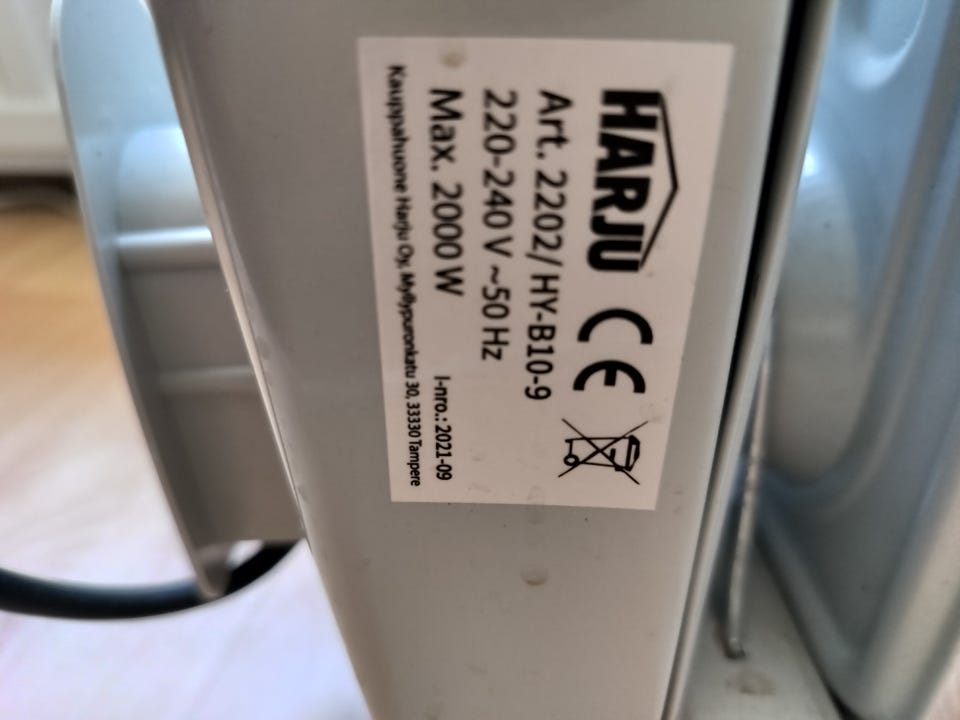 HARJU CE
Art. 2202/ HY-B10-9
220-240 V ~50 Hz
Max. 2000 W I-nro.: 2021-09
Kauppahuone Harju Oy, Myllypuronkatu 30, 33330 Tampere